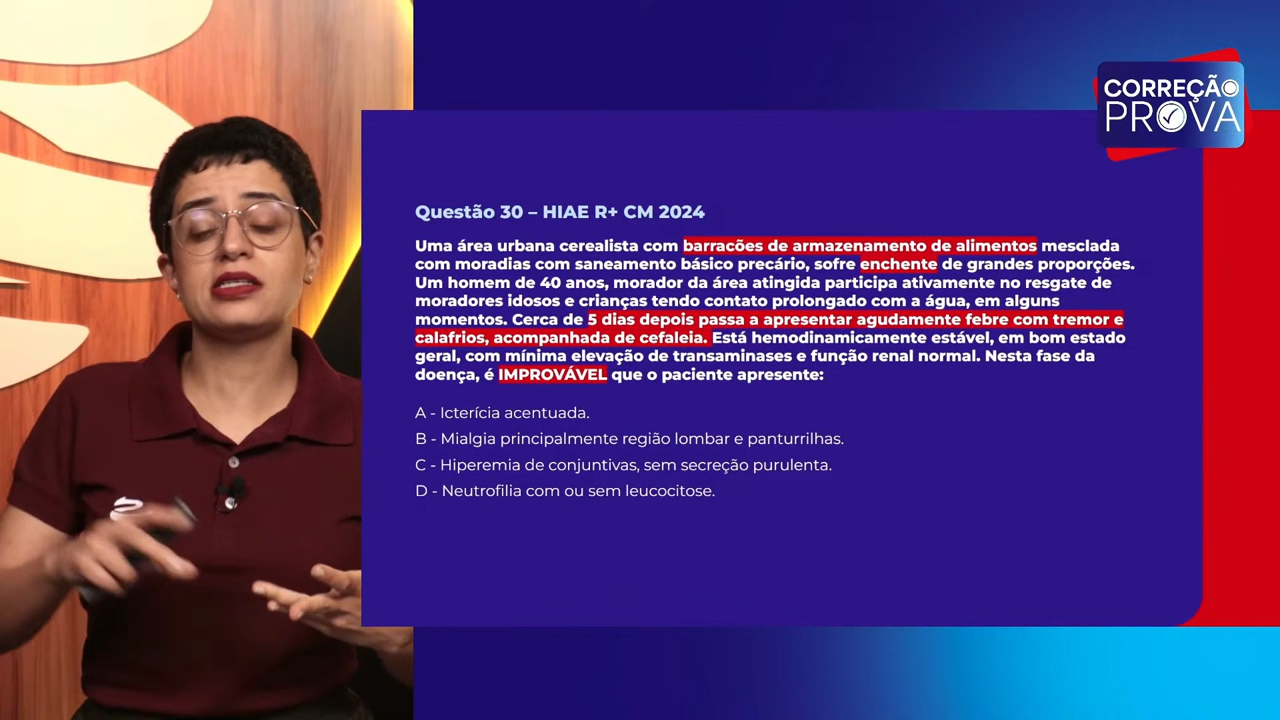 CORREÇÃO
PROVA
Questão 30 – HIAE R+ CM 2024
Uma área urbana cerealista com barracões de armazenamento de alimentos mesclada
com moradias com saneamento básico precário, sofre enchente de grandes proporções.
Um homem de 40 anos, morador da área atingida participa ativamente no resgate de
moradores idosos e crianças tendo contato prolongado com a água, em alguns
momentos. Cerca de 5 dias depois passa a apresentar agudamente febre com tremor e
calafrios, acompanhada de cefaleia. Está hemodinamicamente estável, em bom estado
geral, com mínima elevação de transaminases e função renal normal. Nesta fase da
doença, é IMPROVÁVEL que o paciente apresente:
A - Icterícia acentuada.
B - Mialgia principalmente região lombar e panturrilhas.
C - Hiperemia de conjuntivas, sem secreção purulenta.
D - Neutrofilia com ou sem leucocitose.